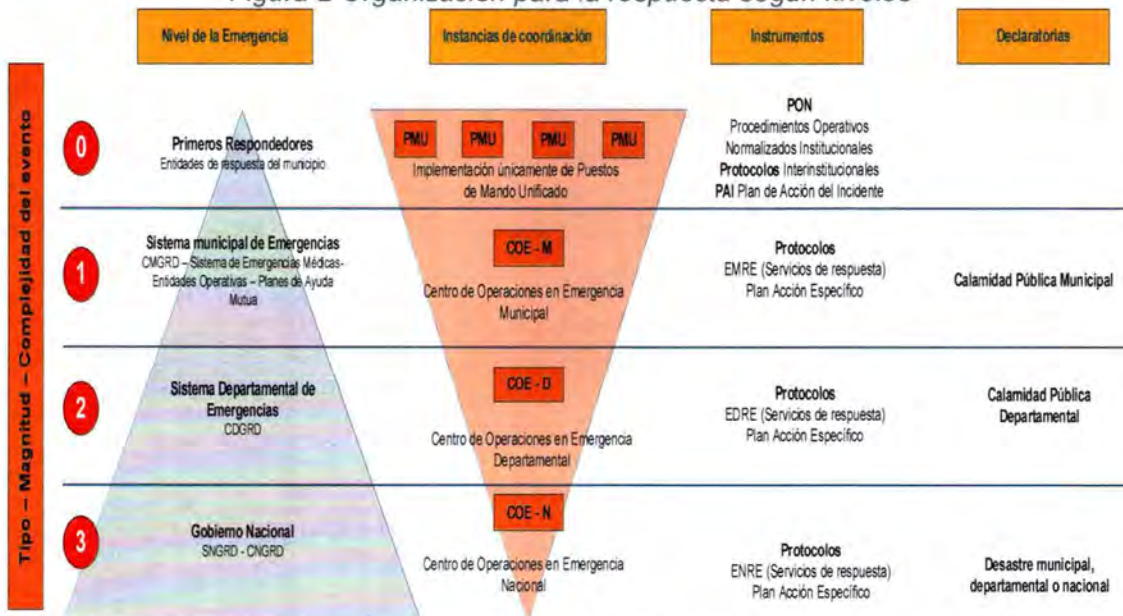 Figura 2 Organización para la respuesta según niveles
Nivel de la Emergencia
Instancias de coordinación
Instrumentos
Declaratorias
Tipo – Magnitud – Complejidad del evento
0
Primeros Respondedores
Entidades de respuesta del municipio
PMU PMU PMU PMU
Implementación únicamente de Puestos
de Mando Unificado
PON
Procedimientos Operativos
Normalizados Institucionales
Protocolos Interinstitucionales
PAI Plan de Acción del Incidente
1
Sistema municipal de Emergencias
CMGRD – Sistema de Emergencias Médicas-
Entidades Operativas – Planes de Ayuda
Mutua
COE - M
Centro de Operaciones en Emergencia
Municipal
Protocolos
EMRE (Servicios de respuesta)
Plan Acción Específico
Calamidad Pública Municipal
2
Sistema Departamental de
Emergencias
CDGRD
COE - D
Centro de Operaciones en Emergencia
Departamental
Protocolos
EDRE (Servicios de respuesta)
Plan Acción Específico
Calamidad Pública
Departamental
3
Gobierno Nacional
SNGRD - CNGRD
COE - N
Centro de Operaciones en Emergencia
Nacional
Protocolos
ENRE (Servicios de respuesta)
Plan Acción Específico
Desastre municipal,
departamental o nacional